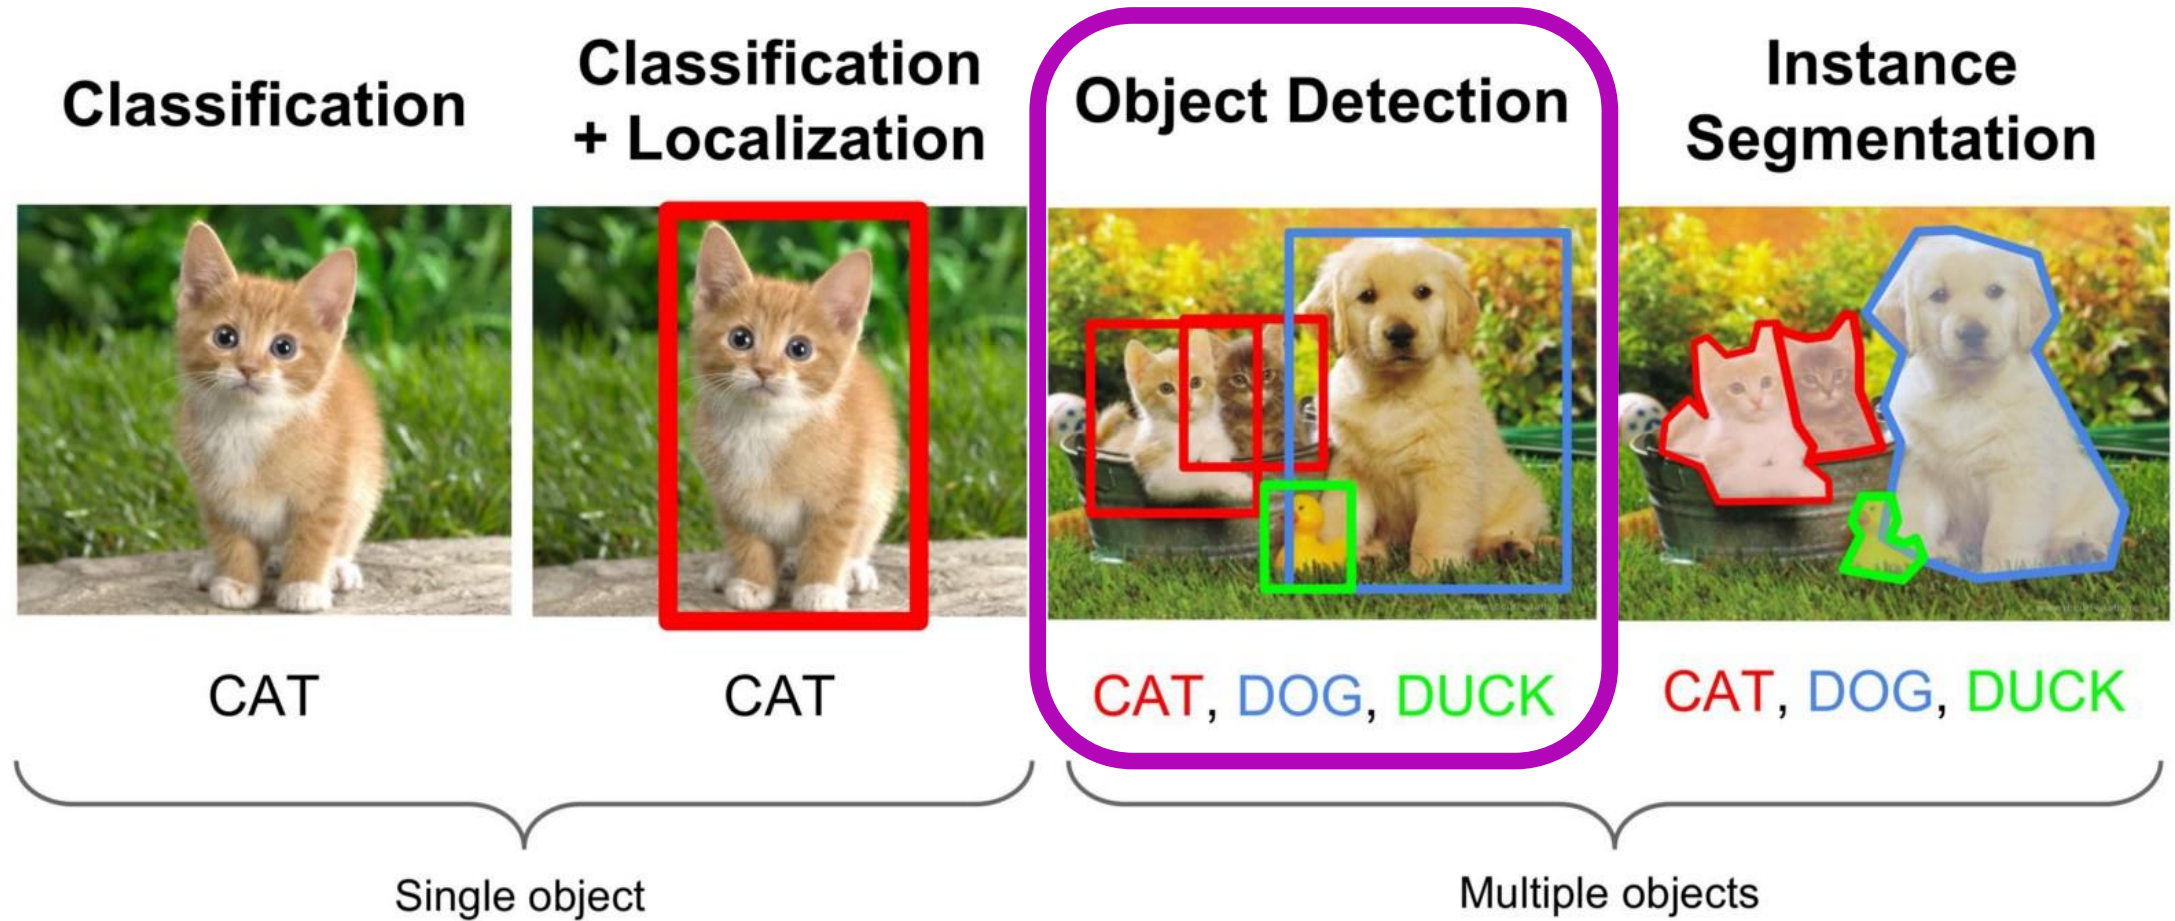 Classification
Classification
+ Localization
Object Detection
Instance
Segmentation
CAT
CAT
CAT, DOG, DUCK
CAT, DOG, DUCK
Single object
Multiple objects